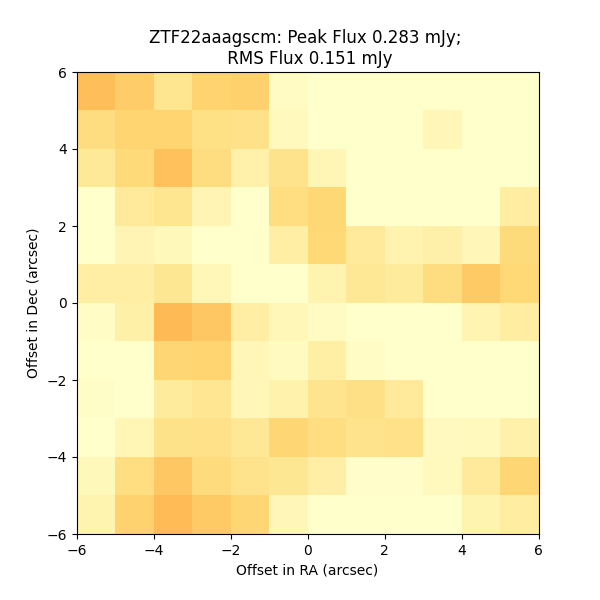 ZTF22aaagscm: Peak Flux 0.283 mJy;
RMS Flux 0.151 mJy
6
4
2
0
−2
−4
−6
Offset in Dec (arcsec)
−6 −4 −2 0 2 4 6
Offset in RA (arcsec)